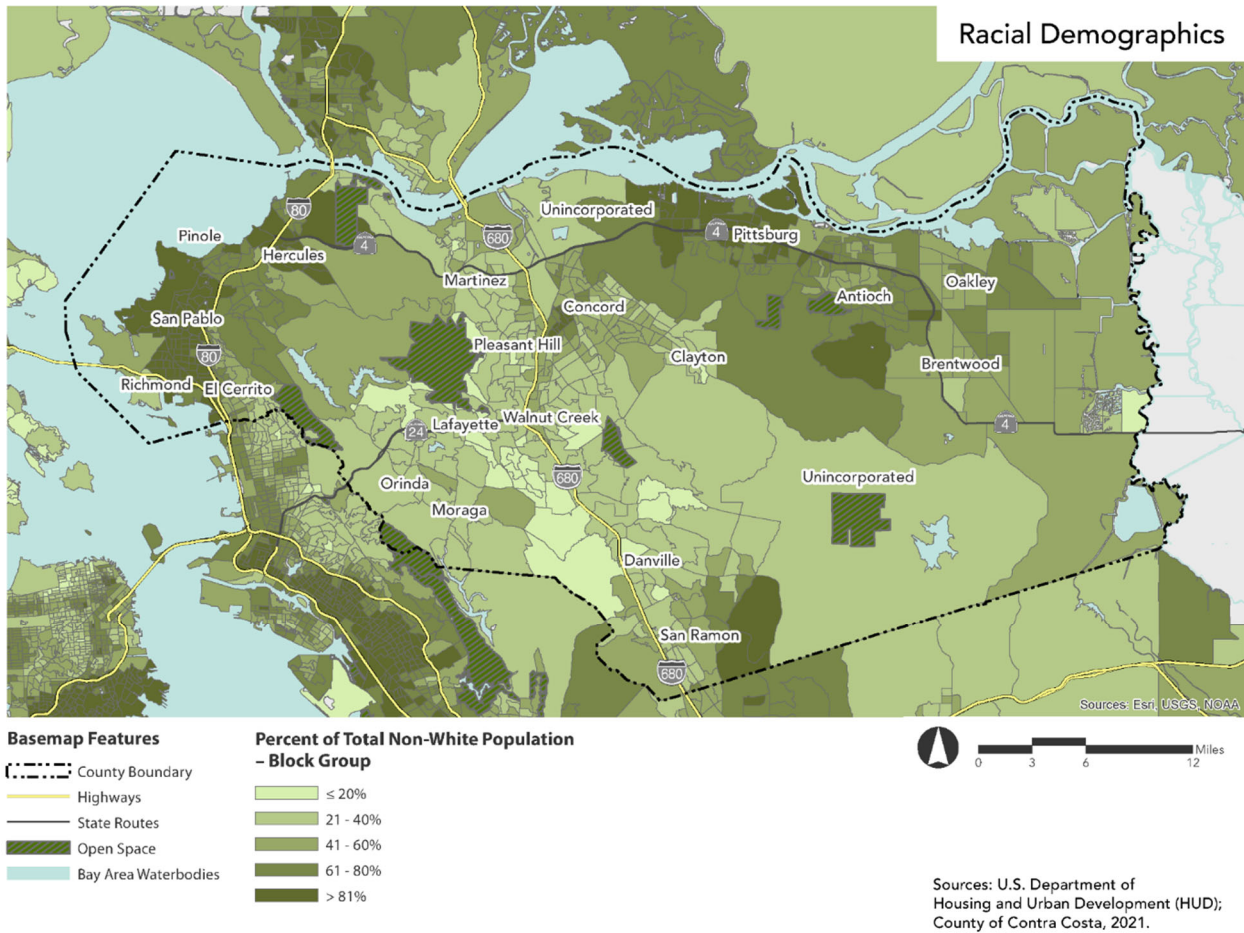 Racial Demographics
80
Unincorporated
Pinole
680
4
Pittsburg
Hercules
4
Martinez
Oakley
Antioch
Concord
San Pablo
Pleasant Hill
80
Clayton
Brentwood
Richmond
El Cerrito
Walnut Creek
Lafayette
24
4
680
Orinda
Unincorporated
Moraga
Danville
San Ramon
680
Sources: Esri, USGS, NOAA
Basemap Features
County Boundary
Highways
State Routes
Open Space
Bay Area Waterbodies
Percent of Total Non-White Population
– Block Group
≤ 20%
21 - 40%
41 - 60%
61 - 80%
> 81%
Miles
0 3 6 12
Sources: U.S. Department of
Housing and Urban Development (HUD);
County of Contra Costa, 2021.